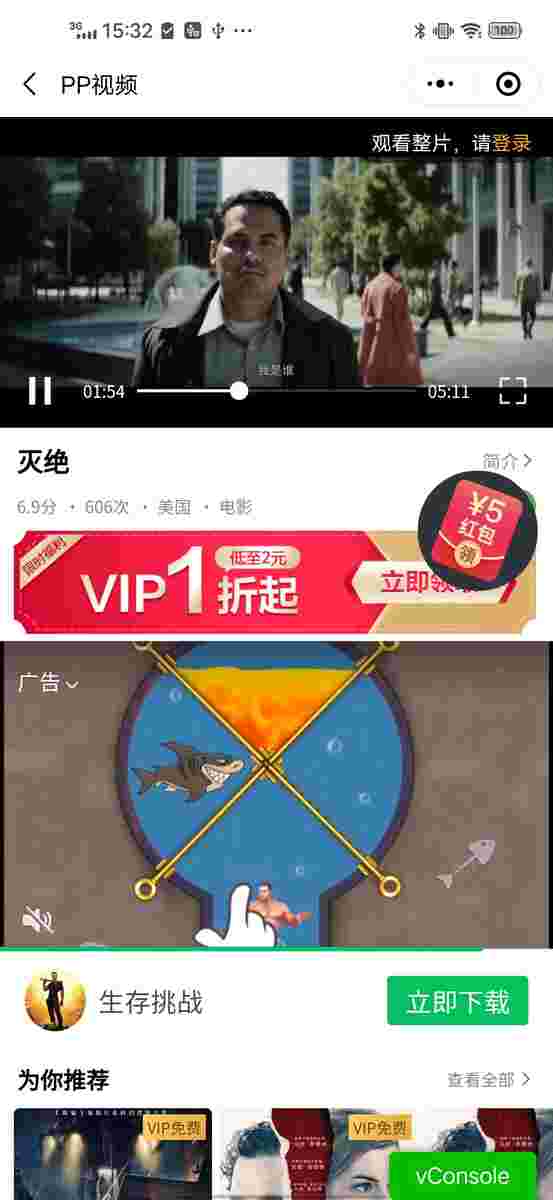 3G 15:32 100
PP视频
观看整片，请登录
我是谁
01:54 05:11
灭绝
简介
6.9分 · 606次 · 美国 · 电影
¥5
红包
领
限时福利
低至2元
VIP1折起
立即领
广告
生存挑战
立即下载
为你推荐
查看全部
VIP免费
VIP免费
vConsole